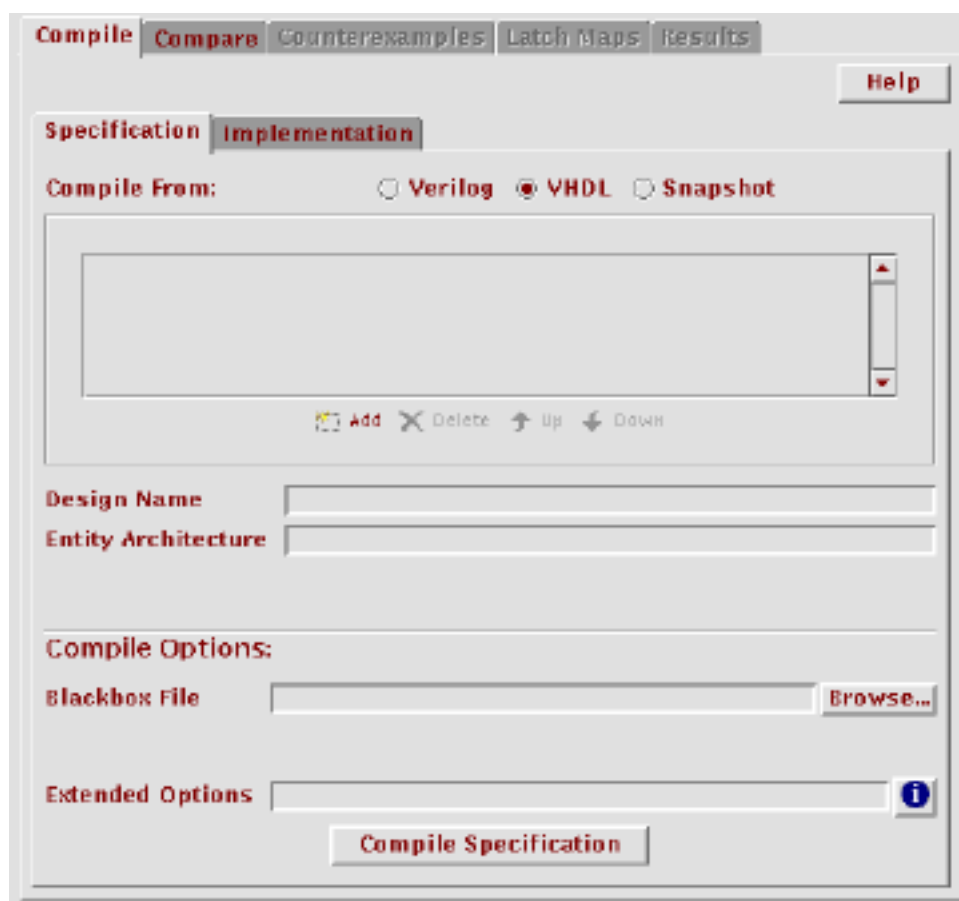 Compile Compare Counterexamples Latch Maps Results
Help
Specification Implementation
Compile From: Verilog VHDL Snapshot
Add Delete Up Down
Design Name
Entity Architecture
Compile Options:
Blackbox File Browse...
Extended Options i
Compile Specification